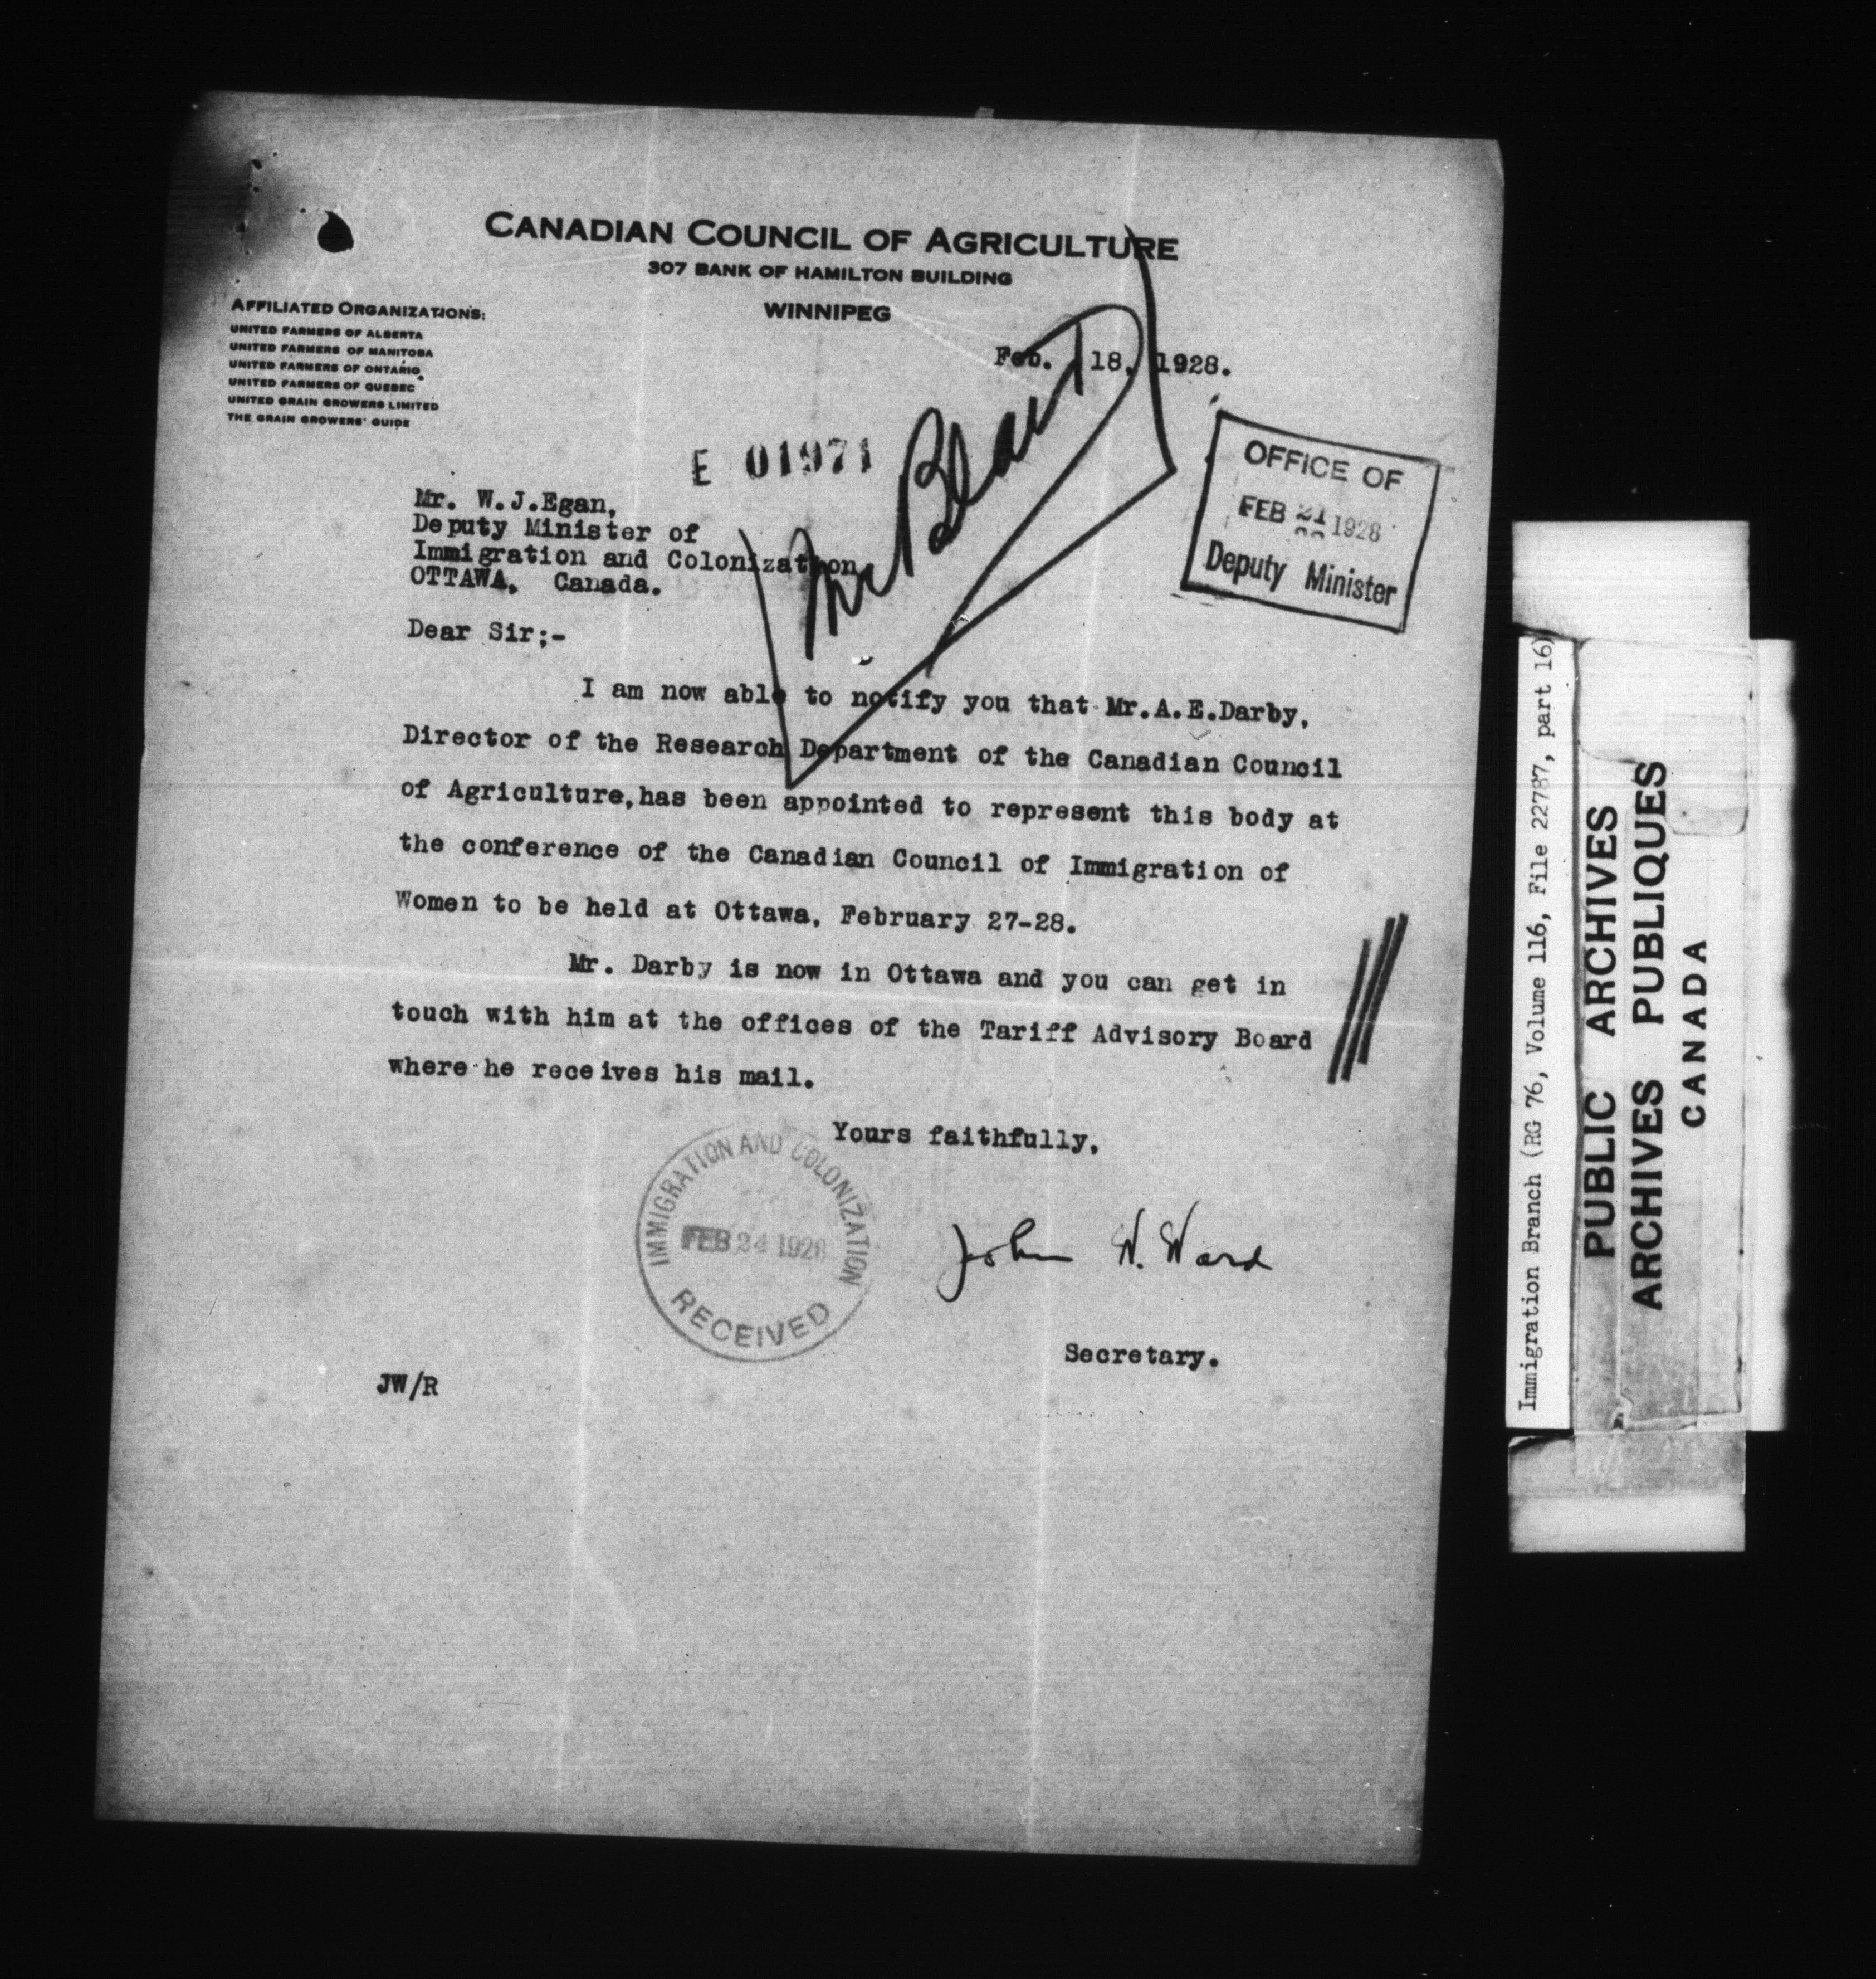 CANADIAN COUNCIL OF AGRICULTURE
307 BANK OF HAMILTON BUILDING
WINNIPEG
AFFILIATED ORGANIZATIONS:
UNITED FARMERS OF ALBERTA
UNITED FARMERS OF MANITOBA
UNITED FARMERS OF ONTARIO
UNITED FARMERS OF QUEBEC
UNITED GRAIN GROWERS LIMITED
THE GRAIN GROWERS' GUIDE
Feb. 18, 1928.
E 01971
Mr Blair
OFFICE OF
FEB 21 1928
Deputy Minister
Mr. W.J.Egan,
Deputy Minister of
Immigration and Colonization,
OTTAWA, Canada.
Dear Sir;-
I am now able to notify you that Mr.A.E.Darby,
Director of the Research Department of the Canadian Council
of Agriculture,has been appointed to represent this body at
the conference of the Canadian Council of Immigration of
Women to be held at Ottawa, February 27-28.
Mr. Darby is now in Ottawa and you can get in
touch with him at the offices of the Tariff Advisory Board
where he receives his mail.
Yours faithfully,
IMMIGRATION AND COLONIZATION
FEB 24 1928
RECEIVED
John W. Ward
Secretary.
JW/R
Immigration Branch (RG 76, Volume 116, File 22787, part 16)
PUBLIC ARCHIVES
ARCHIVES PUBLIQUES
CANADA